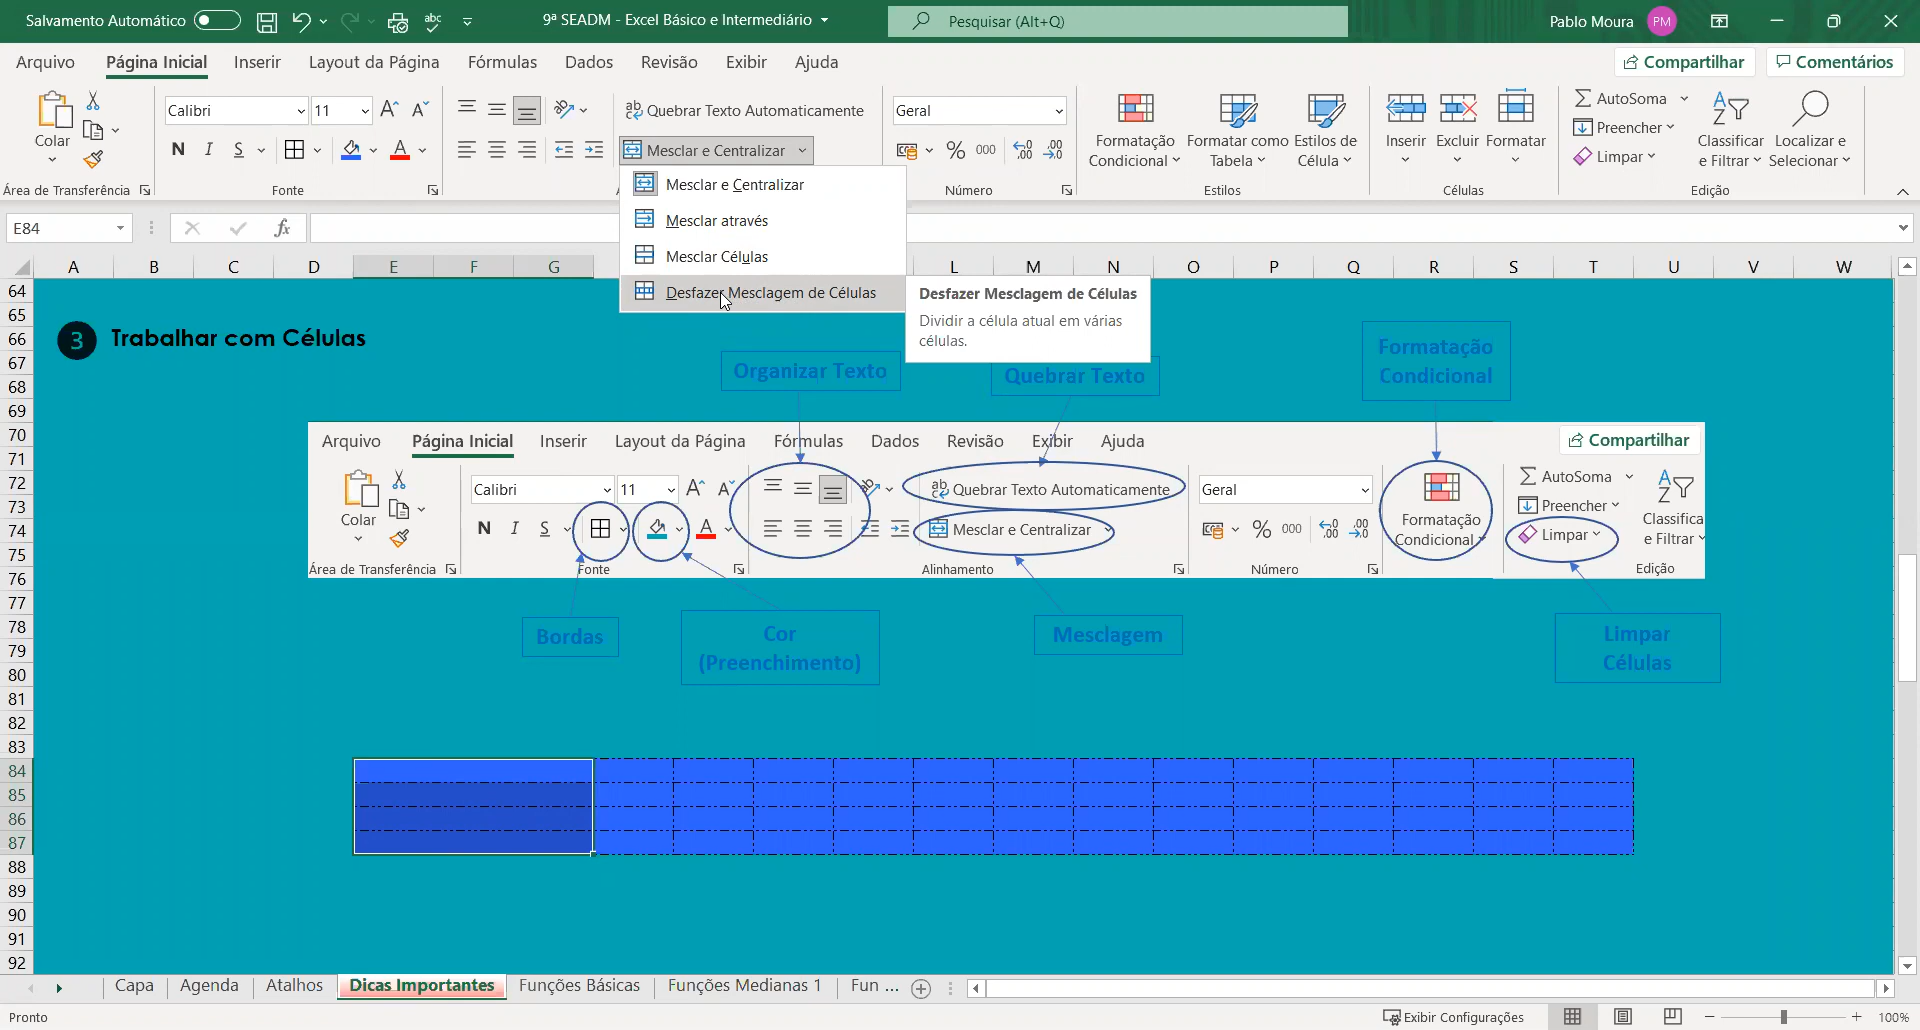 Salvamento Automático
abc
9ª SEADM - Excel Básico e Intermediário
Pesquisar (Alt+Q)
Pablo Moura
PM
Arquivo
Página Inicial
Inserir
Layout da Página
Fórmulas
Dados
Revisão
Exibir
Ajuda
Compartilhar
Comentários
Colar
Área de Transferência
Calibri
11
N I S
Fonte
Quebrar Texto Automaticamente
Mesclar e Centralizar
Geral
% 000
Número
Formatação
Condicional
Formatar como
Tabela
Estilos de
Célula
Estilos
Inserir
Excluir
Formatar
Células
AutoSoma
Preencher
Limpar
Classificar
e Filtrar
Localizar e
Selecionar
Edição
Mesclar e Centralizar
Mesclar através
Mesclar Células
Desfazer Mesclagem de Células
Desfazer Mesclagem de Células
Dividir a célula atual em várias
células.
E84
fx
A B C D E F G L M N O P Q R S T U V W
64
65
66
67
68
69
70
71
72
73
74
75
76
77
78
79
80
81
82
83
84
85
86
87
88
89
90
91
92
3 Trabalhar com Células
Organizar Texto
Quebrar Texto
Formatação
Condicional
Arquivo
Página Inicial
Inserir
Layout da Página
Fórmulas
Dados
Revisão
Exibir
Ajuda
Compartilhar
Colar
Área de Transferência
Calibri
11
N I S
Fonte
Quebrar Texto Automaticamente
Mesclar e Centralizar
Alinhamento
Geral
% 000
Número
Formatação
Condicional
AutoSoma
Preencher
Limpar
Classifica
e Filtrar
Edição
Bordas
Cor
(Preenchimento)
Mesclagem
Limpar
Células
Capa
Agenda
Atalhos
Dicas Importantes
Funções Básicas
Funções Medianas 1
Fun ...
Pronto
Exibir Configurações
100%